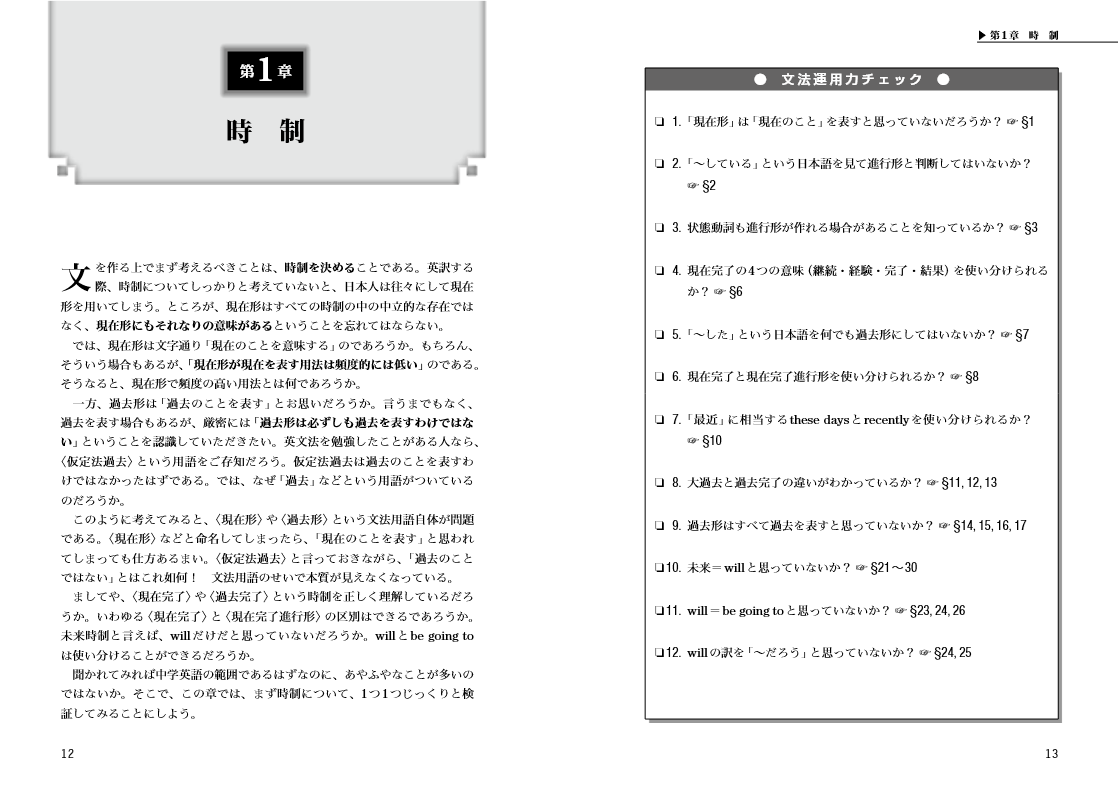 第1章
時 制
文を作る上でまず考えるべきことは、時制を決めることである。英訳する
際、時制についてしっかりと考えていないと、日本人は往々にして現在
形を用いてしまう。ところが、現在形はすべての時制の中の中立的な存在では
なく、現在形にもそれなりの意味があるということを忘れてはならない。
では、現在形は文字通り「現在のことを意味する」のであろうか。もちろん、
そういう場合もあるが、「現在形が現在を表す用法は頻度的には低い」のである。
そうなると、現在形で頻度の高い用法とは何であろうか。
一方、過去形は「過去のことを表す」とお思いだろうか。言うまでもなく、
過去を表す場合もあるが、厳密には「過去形は必ずしも過去を表すわけではな
い」ということを認識していただきたい。英文法を勉強したことがある人なら、
〈仮定法過去〉という用語をご存知だろう。仮定法過去は過去のことを表すわ
けではなかったはずである。では、なぜ「過去」などという用語がついている
のだろうか。
このように考えてみると、〈現在形〉や〈過去形〉という文法用語自体が問題
である。〈現在形〉などと命名してしまったら、「現在のことを表す」と思われ
てしまっても仕方あるまい。〈仮定法過去〉と言っておきながら、「過去のこと
ではない」とはこれ如何! 文法用語のせいで本質が見えなくなっている。
ましてや、〈現在完了〉や〈過去完了〉という時制を正しく理解しているだろ
うか。いわゆる〈現在完了〉と〈現在完了進行形〉の区別はできるであろうか。
未来時制と言えば、willだけだと思っていないだろうか。willとbe going to
は使い分けることができるだろうか。
聞かれてみれば中学英語の範囲であるはずなのに、あやふやなことが多いの
ではないか。そこで、この章では、まず時制について、1つ1つじっくりと検
証してみることにしよう。
12
▶第1章 時 制
● 文法運用力チェック ●
❏ 1.「現在形」は「現在のこと」を表すと思っていないだろうか？☞§1
❏ 2.「〜している」という日本語を見て進行形と判断してはいないか？
☞§2
❏ 3. 状態動詞も進行形が作れる場合があることを知っているか？☞§3
❏ 4. 現在完了の4つの意味（継続・経験・完了・結果）を使い分けられる
か？☞§6
❏ 5.「〜した」という日本語を何でも過去形にしてはいないか？☞§7
❏ 6. 現在完了と現在完了進行形を使い分けられるか？☞§8
❏ 7.「最近」に相当するthese daysとrecentlyを使い分けられるか？
☞§10
❏ 8. 大過去と過去完了の違いがわかっているか？☞§11, 12, 13
❏ 9. 過去形はすべて過去を表すと思っていないか？☞§14, 15, 16, 17
❏10. 未来＝willと思っていないか？☞§21〜30
❏11. will＝be going toと思っていないか？☞§23, 24, 26
❏12. willの訳を「〜だろう」と思っていないか？☞§24, 25
13